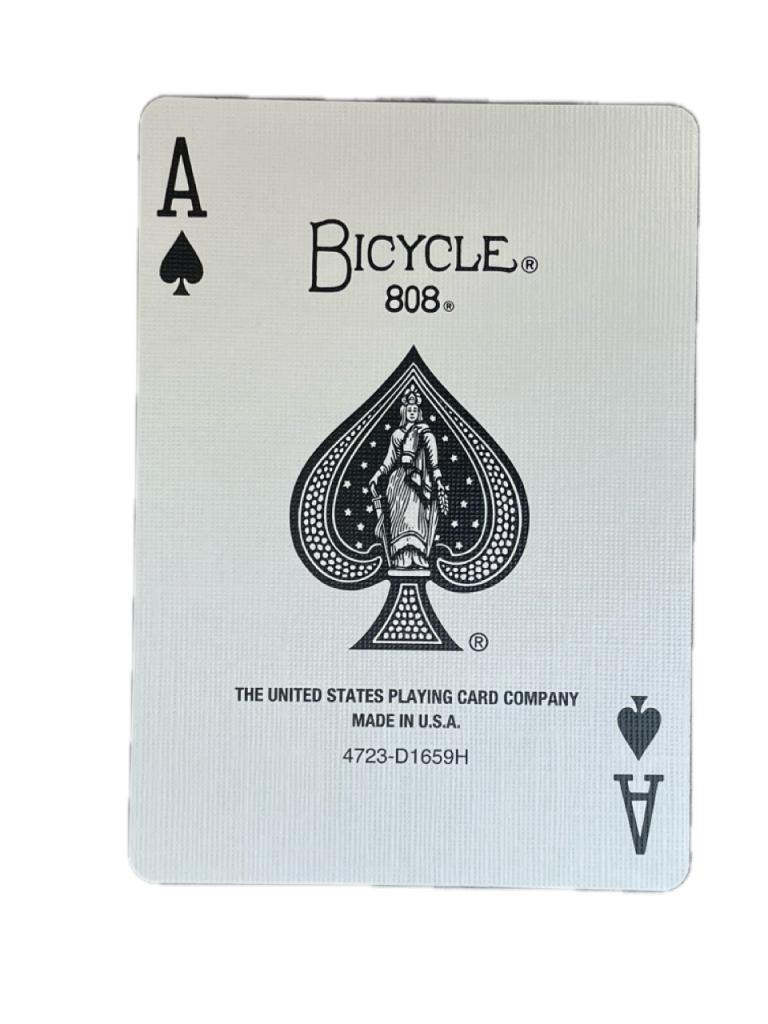 A
BICYCLE®
808®
®
THE UNITED STATES PLAYING CARD COMPANY
MADE IN U.S.A.
4723-D1659H
A